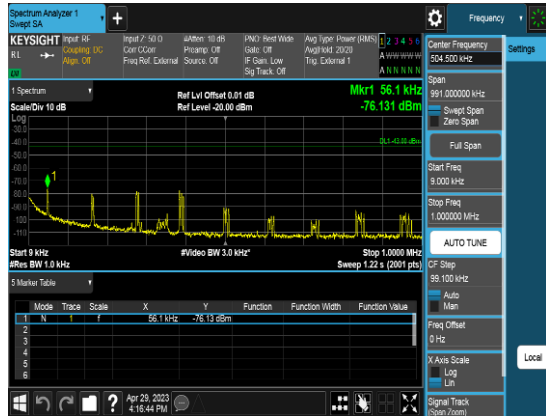 Spectrum Analyzer 1
Swept SA
+
Frequency
KEYSIGHT
Input: RF
Coupling: DC
Align: Off
Input Z: 50 Ω
Corr CCorr
Freq Ref: External
#Atten: 10 dB
Preamp: Off
Source: Off
PNO: Best Wide
Gate: Off
IF Gain: Low
Sig Track: Off
Avg Type: Power (RMS)
Avg|Hold: 20/20
Trig: External 1
1 2 3 4 5 6
A W W W W W
A N N N N N
RL
1 Spectrum
Scale/Div 10 dB
Ref Lvl Offset 0.01 dB
Ref Level -20.00 dBm
Mkr1 56.1 kHz
-76.131 dBm
Log
-30.0
-40.0
-50.0
-60.0
-70.0
-80.0
-90.0
-100
-110
DL1 -43.00 dBm
1
Start 9 kHz
#Res BW 1.0 kHz
#Video BW 3.0 kHz*
Stop 1.0000 MHz
Sweep 1.22 s (2001 pts)
5 Marker Table
Mode Trace Scale X Y Function Function Width Function Value
1 N 1 f 56.1 kHz -76.13 dBm
2
3
4
5
6
Apr 29, 2023
4:16:44 PM
Center Frequency
504.500 kHz
Settings
Span
991.000000 kHz
Swept Span
Zero Span
Full Span
Start Freq
9.000 kHz
Stop Freq
1.000000 MHz
AUTO TUNE
CF Step
99.100 kHz
Auto
Man
Freq Offset
0 Hz
X Axis Scale
Log
Lin
Local
Signal Track
(Span Zoom)